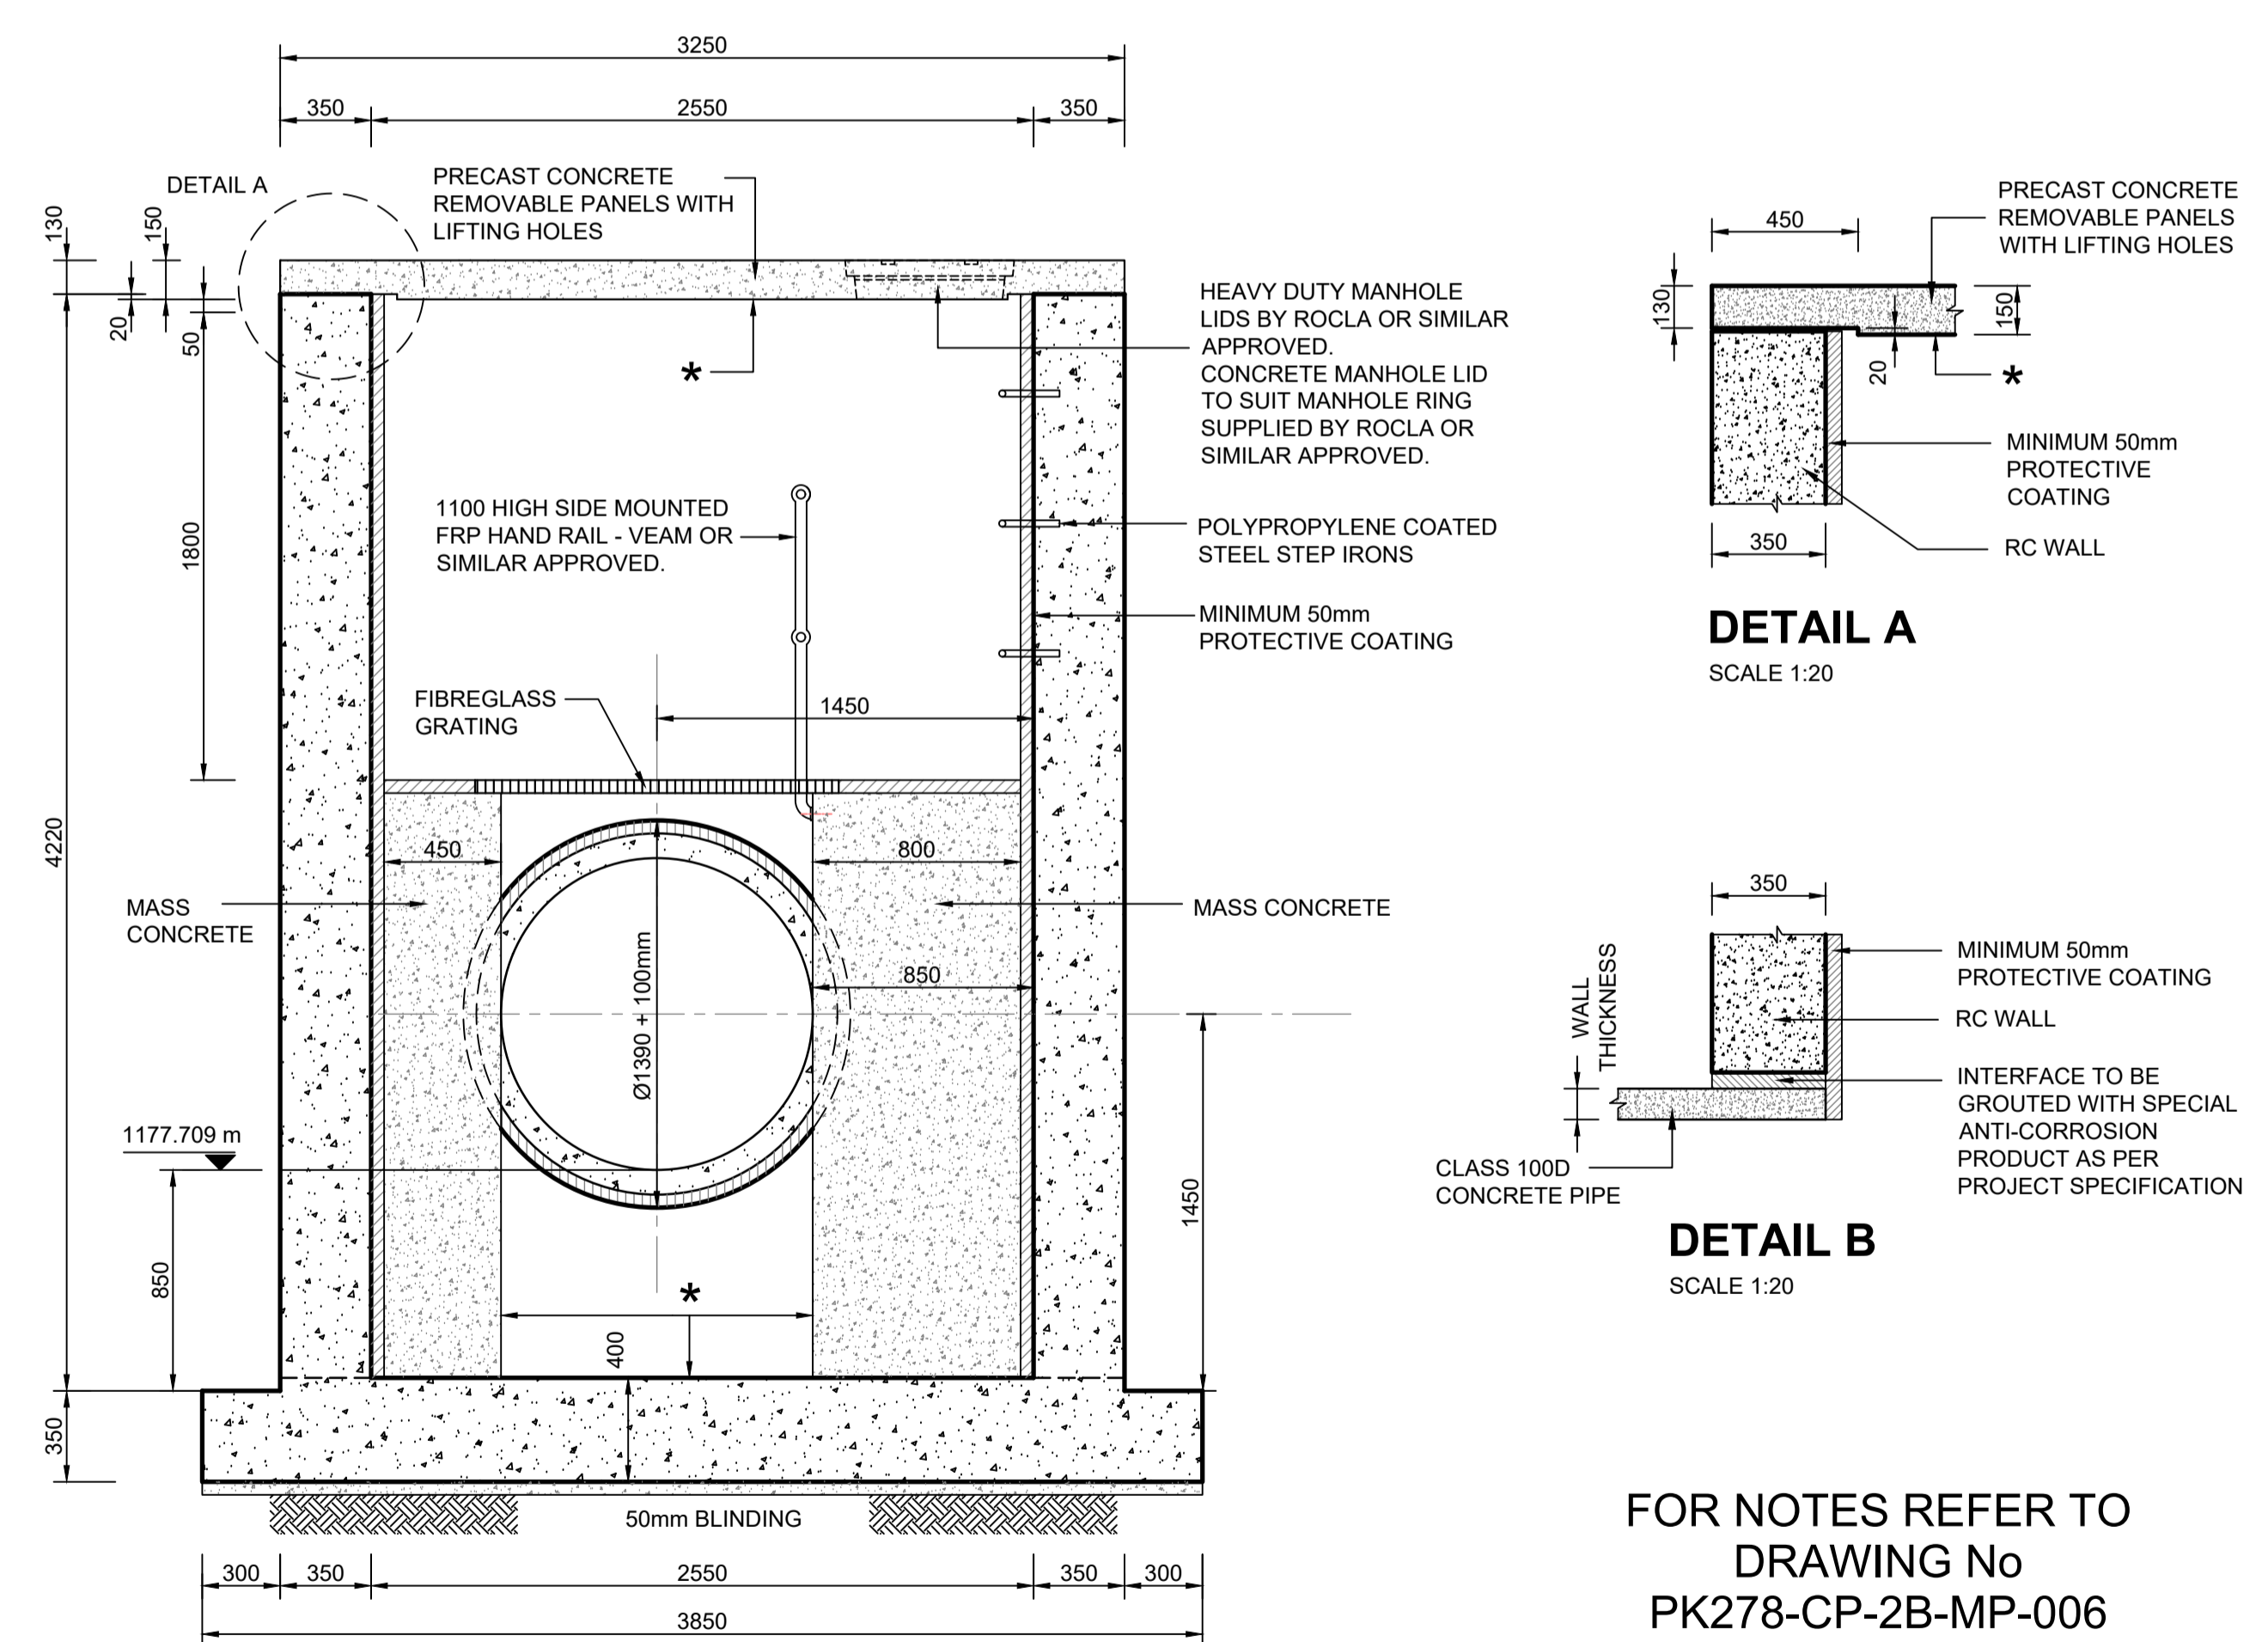 3250
350
2550
350
DETAIL A
130
150
20
50
PRECAST CONCRETE
REMOVABLE PANELS WITH
LIFTING HOLES
*
HEAVY DUTY MANHOLE
LIDS BY ROCLA OR SIMILAR
APPROVED.
CONCRETE MANHOLE LID
TO SUIT MANHOLE RING
SUPPLIED BY ROCLA OR
SIMILAR APPROVED.
1100 HIGH SIDE MOUNTED
FRP HAND RAIL - VEAM OR
SIMILAR APPROVED.
POLYPROPYLENE COATED
STEEL STEP IRONS
1800
MINIMUM 50mm
PROTECTIVE COATING
FIBREGLASS
GRATING
1450
4220
450
800
MASS
CONCRETE
MASS CONCRETE
Ø1390 + 100mm
850
1177.709 m
850
1450
*
400
350
50mm BLINDING
300
350
2550
350
300
3850
450
PRECAST CONCRETE
REMOVABLE PANELS
WITH LIFTING HOLES
130
150
20
*
MINIMUM 50mm
PROTECTIVE
COATING
350
RC WALL
DETAIL A
SCALE 1:20
350
WALL
THICKNESS
MINIMUM 50mm
PROTECTIVE COATING
RC WALL
INTERFACE TO BE
GROUTED WITH SPECIAL
ANTI-CORROSION
PRODUCT AS PER
PROJECT SPECIFICATION
CLASS 100D
CONCRETE PIPE
DETAIL B
SCALE 1:20
FOR NOTES REFER TO
DRAWING No
PK278-CP-2B-MP-006